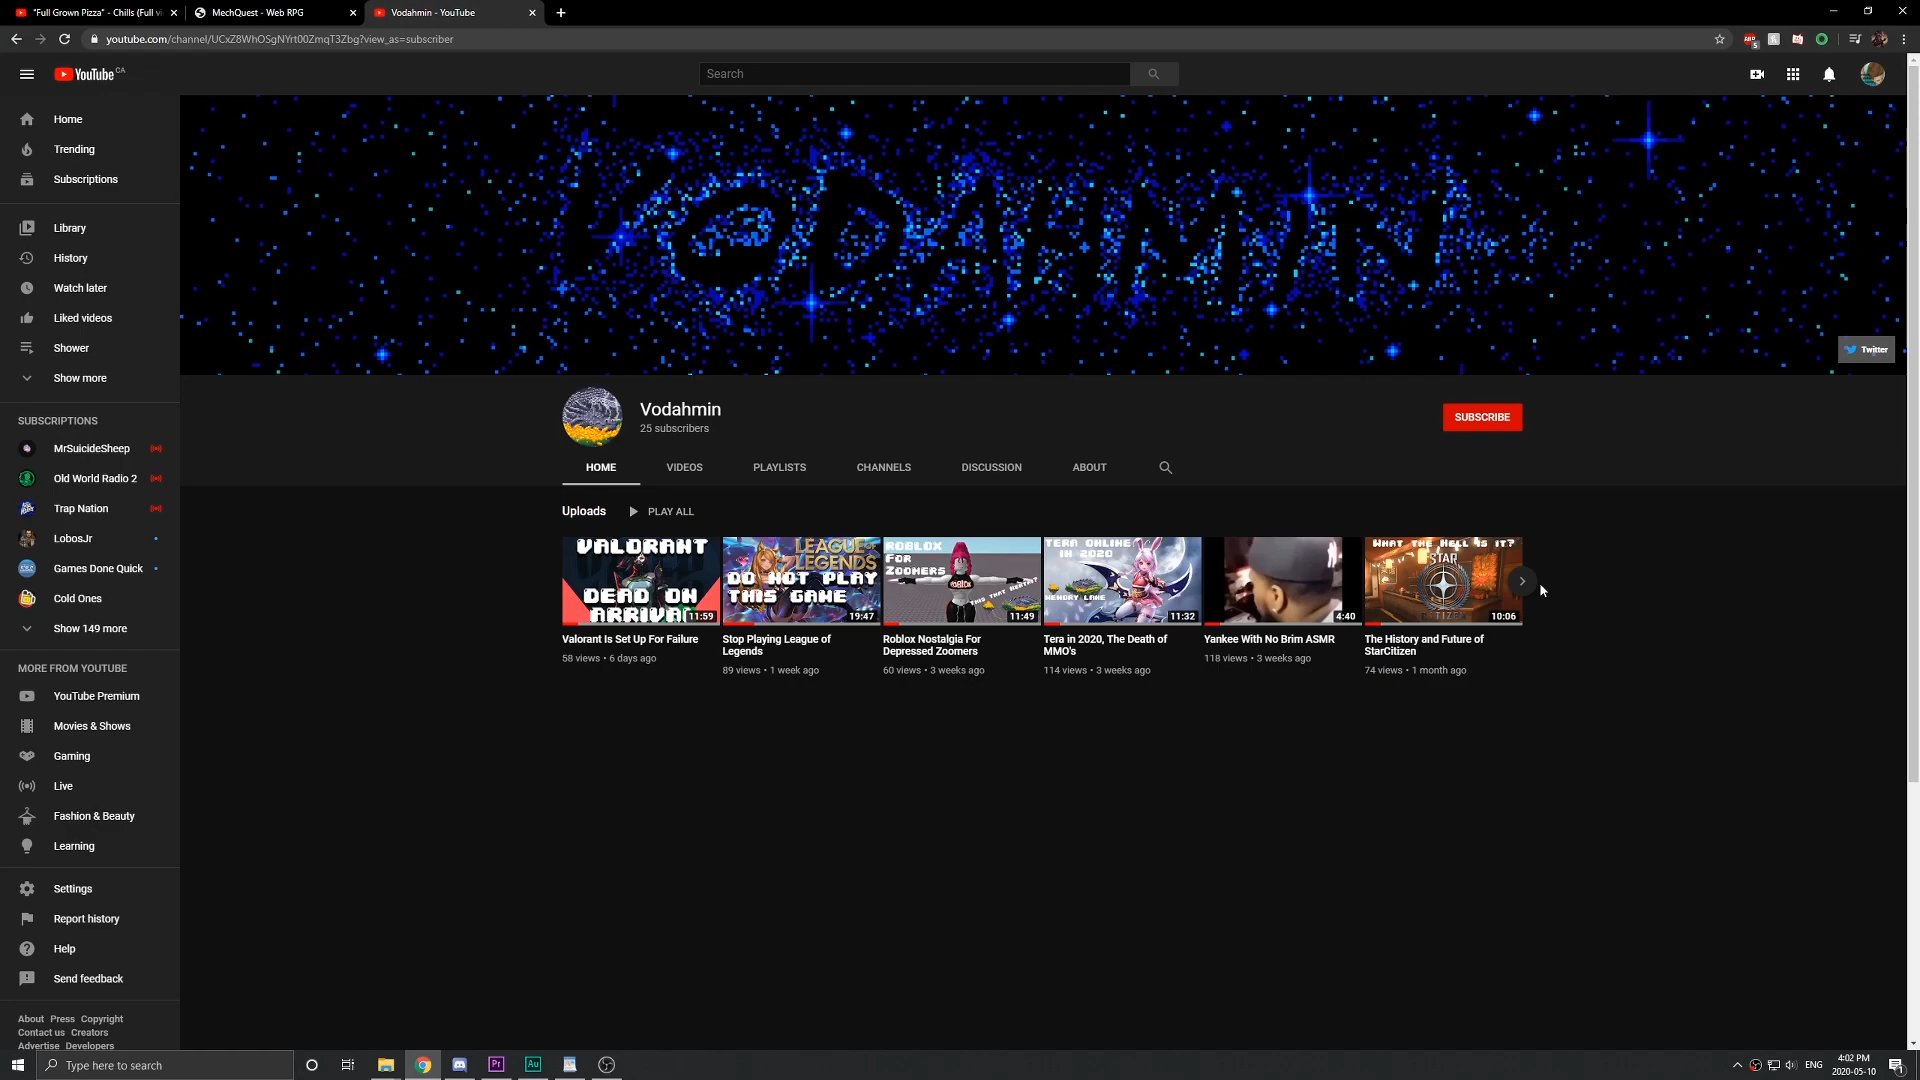 "Full Grown Pizza" - Chills (Full vi
MechQuest - Web RPG
Vodahmin - YouTube
youtube.com/channel/UCxZ8WhOSgNYrt00ZmqT3Zbg?view_as=subscriber
YouTube CA
Search
Home
Trending
Subscriptions
Library
History
Watch later
Liked videos
Shower
Show more
SUBSCRIPTIONS
MrSuicideSheep
Old World Radio 2
Trap Nation
LobosJr
Games Done Quick
Cold Ones
Show 149 more
MORE FROM YOUTUBE
YouTube Premium
Movies & Shows
Gaming
Live
Fashion & Beauty
Learning
Settings
Report history
Help
Send feedback
About Press Copyright
Contact us Creators
Advertise Developers
Twitter
Vodahmin
25 subscribers
SUBSCRIBE
HOME VIDEOS PLAYLISTS CHANNELS DISCUSSION ABOUT
Uploads PLAY ALL
VALORANT
DEAD ON
ARRIVAL
11:59
Valorant Is Set Up For Failure
58 views • 6 days ago
LEAGUE OF
LEGENDS
DO NOT PLAY
THIS GAME
19:47
Stop Playing League of
Legends
89 views • 1 week ago
ROBLOX
FOR
ZOOMERS
ROBLOX
11:49
Roblox Nostalgia For
Depressed Zoomers
60 views • 3 weeks ago
TERA ONLINE
IN 2020
MEMORY LANE
11:32
Tera in 2020, The Death of
MMO's
114 views • 3 weeks ago
4:40
Yankee With No Brim ASMR
118 views • 3 weeks ago
WHAT THE HELL IS IT?
STAR
CITIZEN
10:06
The History and Future of
StarCitizen
74 views • 1 month ago
Type here to search
Pr
Au
ENG
4:02 PM
2020-05-10